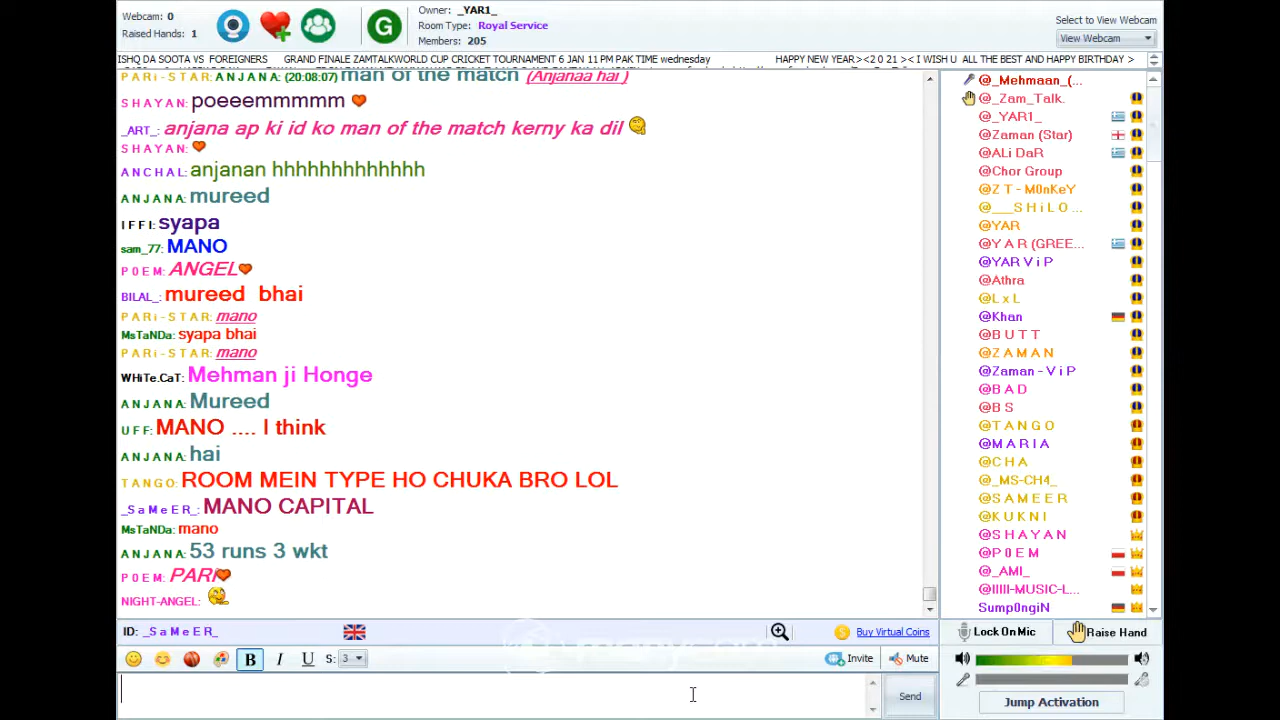 Webcam: 0
Raised Hands: 1
G
Owner: _YAR1_
Room Type: Royal Service
Members: 205
Select to View Webcam
View Webcam
ISHQ DA SOOTA VS FOREIGNERS GRAND FINALE ZAMTALKWORLD CUP CRICKET TOURNAMENT 6 JAN 11 PM PAK TIME wednesday HAPPY NEW YEAR><2 0 21 >< I WISH U ALL THE BEST AND HAPPY BIRTHDAY >
PARi-STAR: ANJANA: (20:08:07) man of the match (Anjanaa hai )
SHAYAN: poeeemmmmm
_ART_: anjana ap ki id ko man of the match kerny ka dil
SHAYAN:
ANCHAL: anjanan hhhhhhhhhhhhh
ANJANA: mureed
IFFI: syapa
sam_77: MANO
P0EM: ANGEL
BILAL_: mureed bhai
PARi-STAR: mano
MsTaNDa: syapa bhai
PARi-STAR: mano
WHiTe.CaT: Mehman ji Honge
ANJANA: Mureed
UFF: MANO .... I think
ANJANA: hai
TANGO: ROOM MEIN TYPE HO CHUKA BRO LOL
_SaMeER_: MANO CAPITAL
MsTaNDa: mano
ANJANA: 53 runs 3 wkt
P0EM: PARI
NIGHT-ANGEL:
@_Mehmaan_(...
@_Zam_Talk.
@_YAR1_
@Zaman (Star)
@ALi DaR
@Chor Group
@Z T - M0nKeY
@___S H i L O ...
@YAR
@Y A R (GREE...
@YAR V i P
@Athra
@L x L
@Khan
@B U T T
@Z A M A N
@Zaman - V i P
@B A D
@B S
@T A N G O
@M A R I A
@C H A
@_MS-CH4_
@S A M E E R
@K U K N I
@S H A Y A N
@P 0 E M
@_AMI_
@IIIII-MUSIC-L...
Sump0ngiN
ID: _SaMeER_
Buy Virtual Coins
Lock On Mic
Raise Hand
B I U S: 3
Invite
Mute
Send
Jump Activation